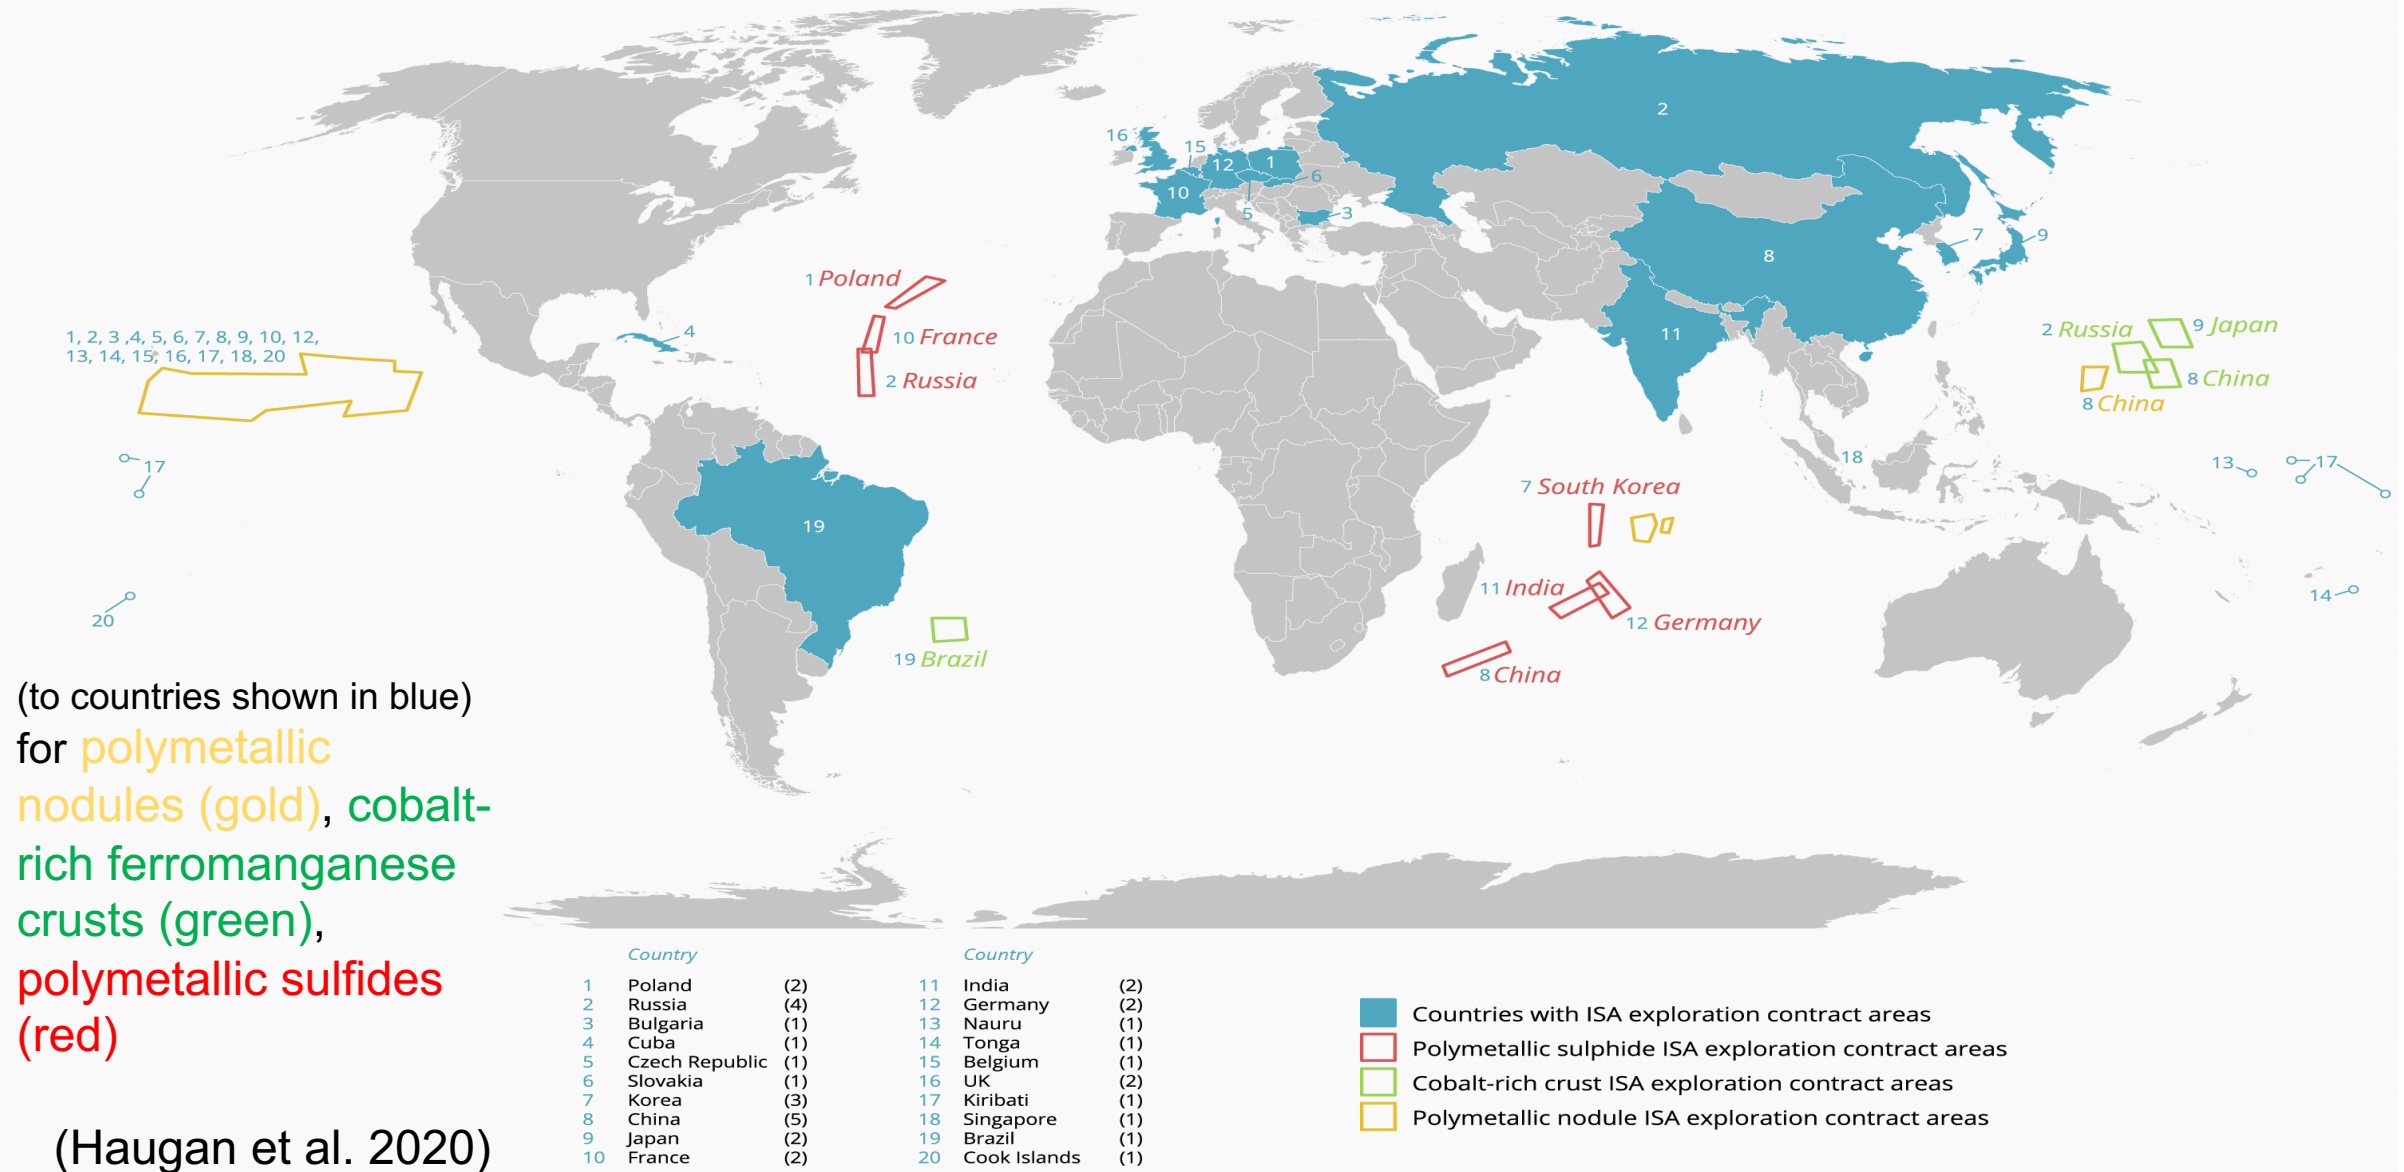 16
15
12
1
2
10
6
5
3
7
9
8
1 Poland
10 France
2 Russia
4
1, 2, 3 ,4, 5, 6, 7, 8, 9, 10, 12,
13, 14, 15, 16, 17, 18, 20
11
2 Russia
9 Japan
8 China
8 China
17
18
13
17
7 South Korea
19
11 India
12 Germany
14
20
19 Brazil
8 China
(to countries shown in blue)
for polymetallic
nodules (gold), cobalt-
rich ferromanganese
crusts (green),
polymetallic sulfides
(red)
(Haugan et al. 2020)
Country
1 Poland (2)
2 Russia (4)
3 Bulgaria (1)
4 Cuba (1)
5 Czech Republic (1)
6 Slovakia (1)
7 Korea (3)
8 China (5)
9 Japan (2)
10 France (2)
Country
11 India (2)
12 Germany (2)
13 Nauru (1)
14 Tonga (1)
15 Belgium (1)
16 UK (2)
17 Kiribati (1)
18 Singapore (1)
19 Brazil (1)
20 Cook Islands (1)
Countries with ISA exploration contract areas
Polymetallic sulphide ISA exploration contract areas
Cobalt-rich crust ISA exploration contract areas
Polymetallic nodule ISA exploration contract areas